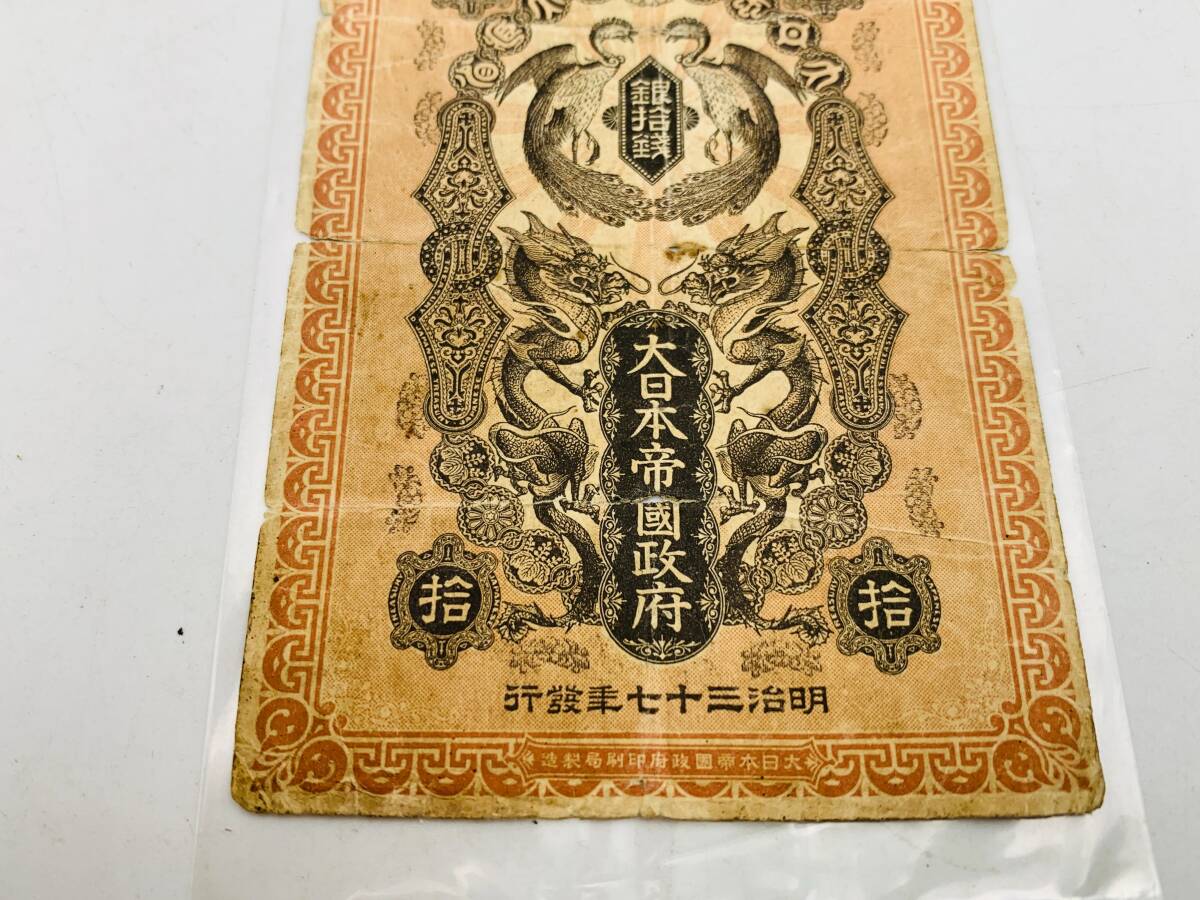 銀拾錢
大日本帝國政府
拾
拾
明治三十七年發行
大日本帝國政府印刷局製造